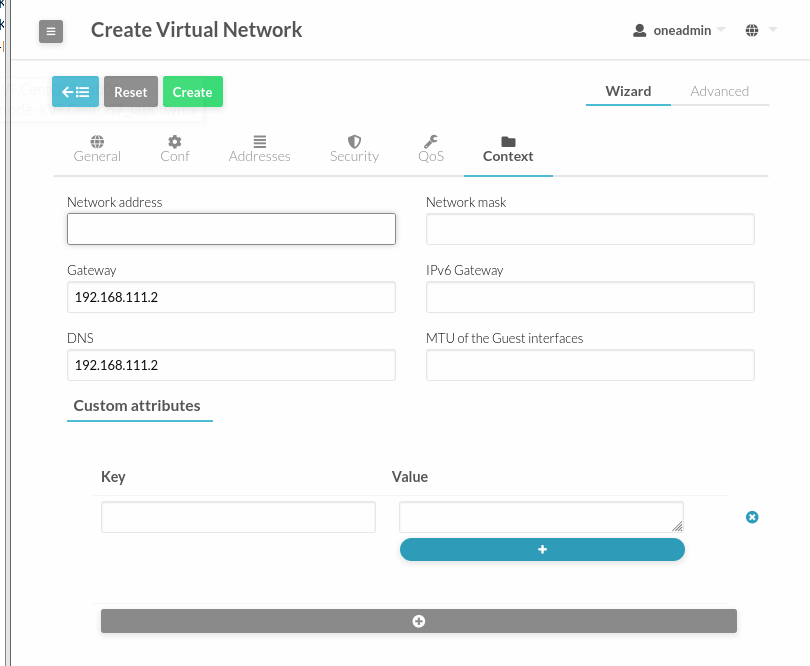 Create Virtual Network
oneadmin
Reset
Create
Wizard
Advanced
General
Conf
Addresses
Security
QoS
Context
Network address
Network mask
Gateway
IPv6 Gateway
192.168.111.2
DNS
MTU of the Guest interfaces
192.168.111.2
Custom attributes
Key
Value